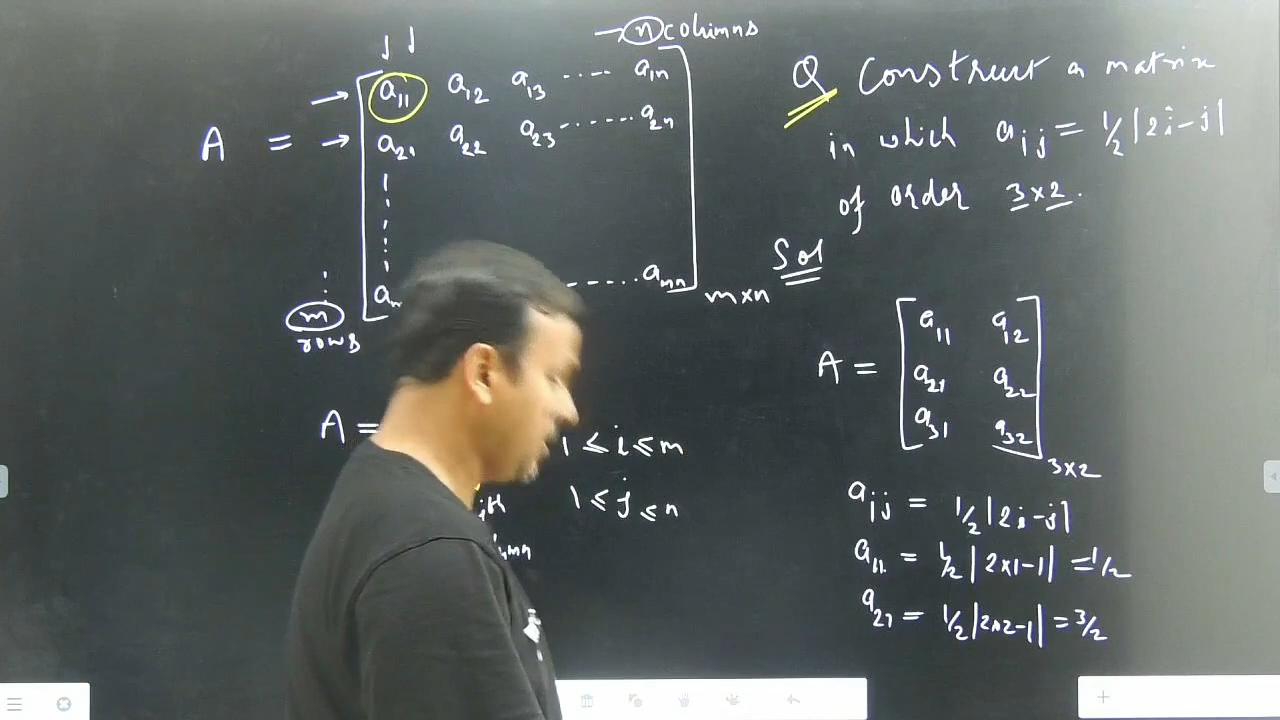 → n columns
A = a11 a12 a13 ..... a1n
a21 a22 a23 ........ a2n
...... amn
m×n
m
rows
A =
1 ≤ i ≤ m
1 ≤ j ≤ n
jth
Q Construct a matrix
in which aij = 1/2 |2i-j|
of order 3×2.
Sol
A = a11 a12
a21 a22
a31 a32
3×2
aij = 1/2 |2i-j|
a11 = 1/2 |2×1-1| = 1/2
a21 = 1/2 |2×2-1| = 3/2